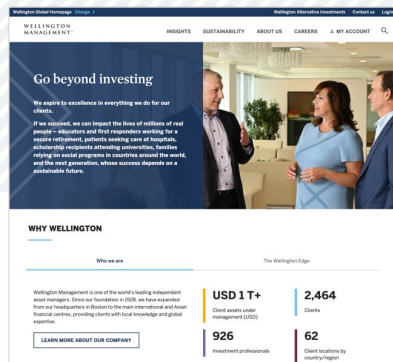 Wellington Global Homepage Change >
Wellington Alternative Investments Contact us Login
WELLINGTON
MANAGEMENT®
INSIGHTS SUSTAINABILITY ABOUT US CAREERS MY ACCOUNT
Go beyond investing
We aspire to excellence in everything we do for our
clients.
If we succeed, we can impact the lives of millions of real
people – educators and first responders working for a
secure retirement, patients seeking care at hospitals,
scholarship recipients attending universities, families
relying on social programs in countries around the world,
and the next generation, whose success depends on a
sustainable future.
WHY WELLINGTON
Who we are
The Wellington Edge
Wellington Management is one of the world's leading independent
asset managers. Since our foundation in 1928, we have expanded
from our headquarters in Boston to the main international and Asian
financial centres, providing clients with local knowledge and global
expertise.
LEARN MORE ABOUT OUR COMPANY
USD 1 T+
Client assets under
management (USD)
2,464
Clients
926
Investment professionals
62
Client locations by
country/region